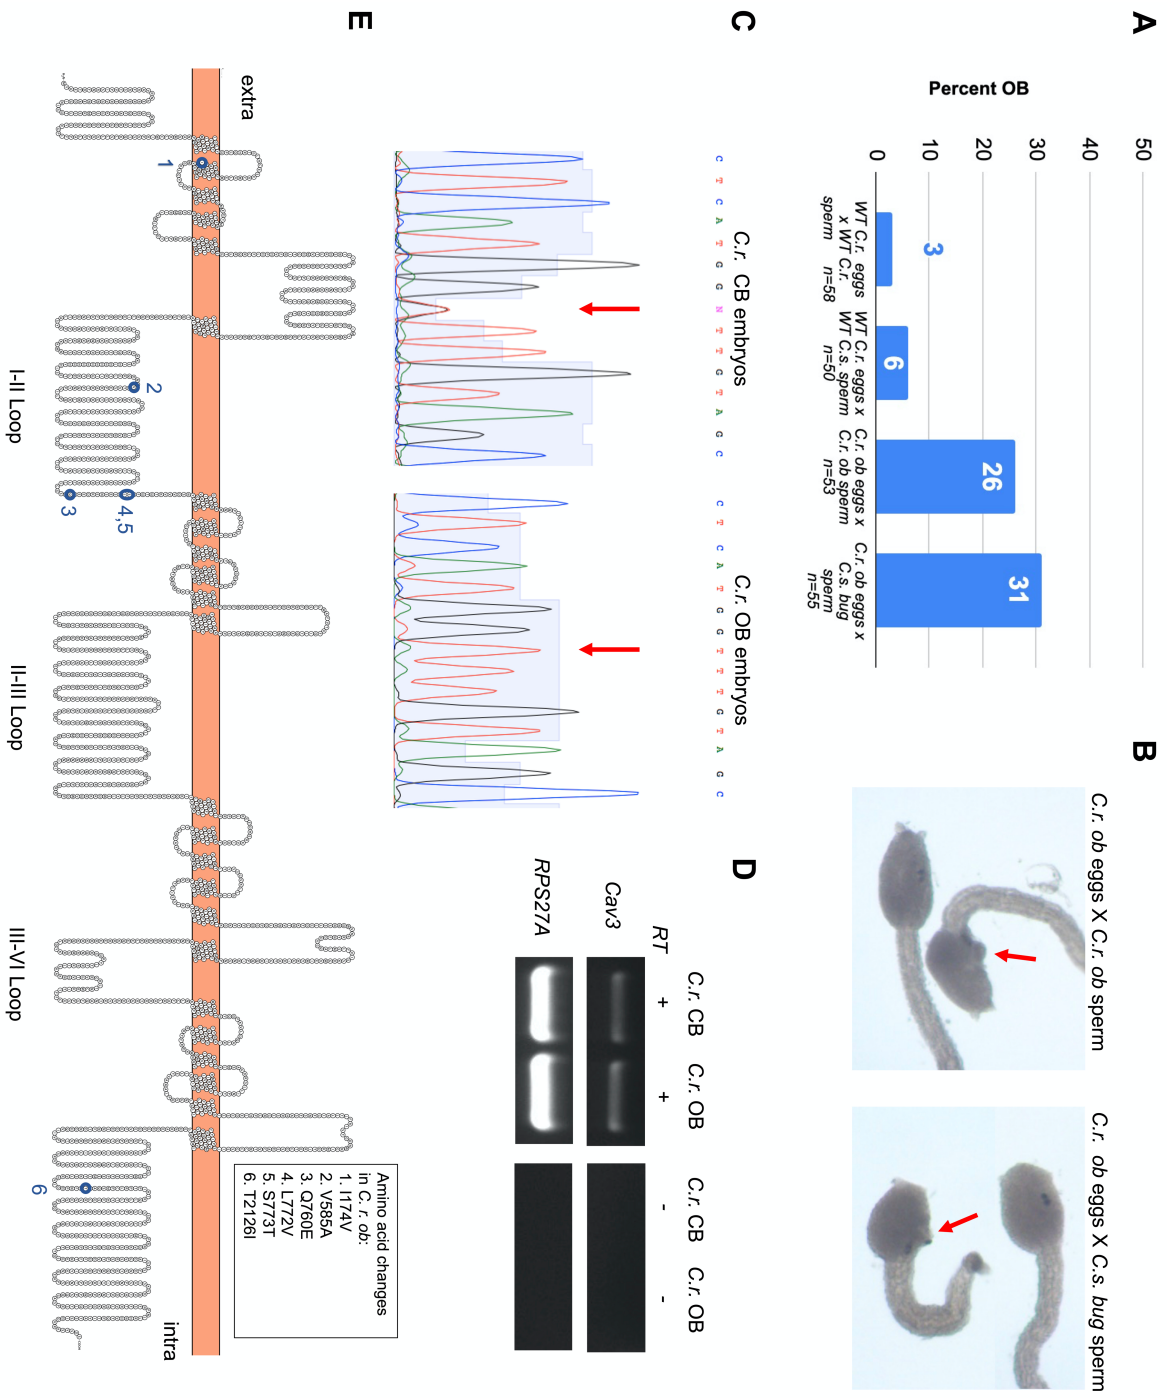 A
Percent OB
50
40
30
20
10
0
3
6
26
31
WT C.r. eggs
x WT C.r.
sperm
n=58
WT C.r. eggs x
WT C.s. sperm
n=50
C.r. ob eggs x
C.r. ob sperm
n=53
C.r. ob eggs x
C.s. bug
sperm
n=55
B
C.r. ob eggs X C.r. ob sperm
C.r. ob eggs X C.s. bug sperm
C
C.r. CB embryos
C T C A T G G N T T G T A G C
C.r. OB embryos
C T C A T G G T T T G T A G C
D
C.r. CB
C.r. OB
C.r. CB
C.r. OB
RT
+
+
-
-
Cav3
RPS27A
E
extra
intra
1
2
3
4,5
6
I-II Loop
II-III Loop
III-VI Loop
Amino acid changes
in C. r. ob:
1. I174V
2. V585A
3. Q760E
4. L772V
5. S773T
6. T2126I